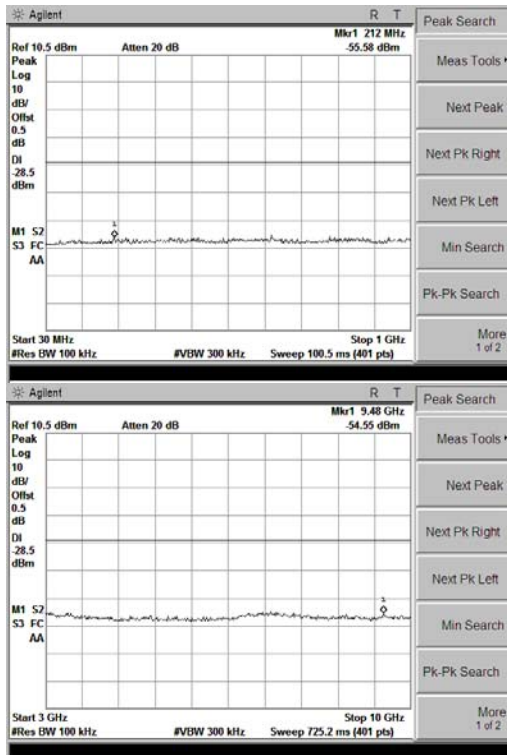 Agilent R T
Peak Search
Mkr1 212 MHz
Ref 10.5 dBm Atten 20 dB -55.58 dBm
Peak
Log
10
dB/
Offst
0.5
dB
DI
-28.5
dBm
1
M1 S2
S3 FC
AA
Meas Tools
Next Peak
Next Pk Right
Next Pk Left
Min Search
Pk-Pk Search
More
1 of 2
Start 30 MHz Stop 1 GHz
#Res BW 100 kHz #VBW 300 kHz Sweep 100.5 ms (401 pts)
Agilent R T
Peak Search
Mkr1 9.48 GHz
Ref 10.5 dBm Atten 20 dB -54.55 dBm
Peak
Log
10
dB/
Offst
0.5
dB
DI
-28.5
dBm
1
M1 S2
S3 FC
AA
Meas Tools
Next Peak
Next Pk Right
Next Pk Left
Min Search
Pk-Pk Search
More
1 of 2
Start 3 GHz Stop 10 GHz
#Res BW 100 kHz #VBW 300 kHz Sweep 725.2 ms (401 pts)